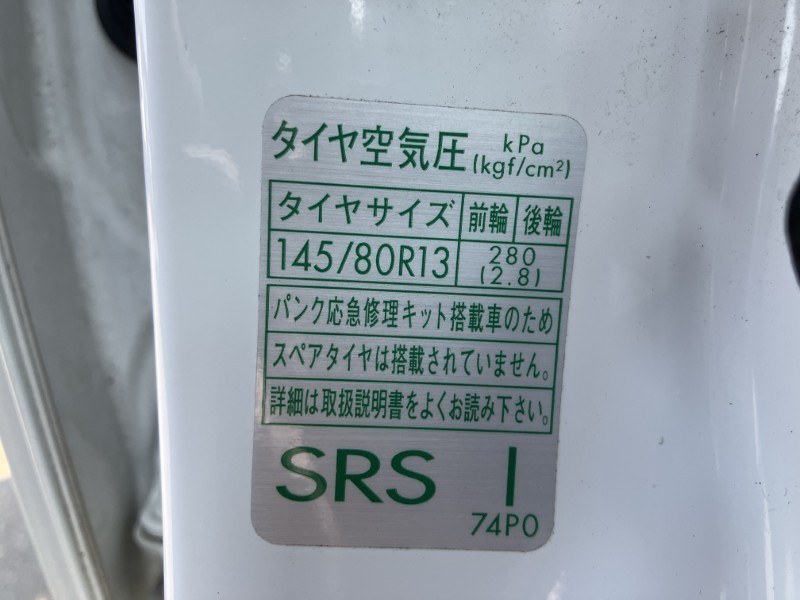 タイヤ空気圧 kPa (kgf/cm²)
タイヤサイズ 前輪 後輪
145/80R13 280 (2.8)
パンク応急修理キット搭載車のため
スペアタイヤは搭載されていません。
詳細は取扱説明書をよくお読み下さい。
SRS I
74P0